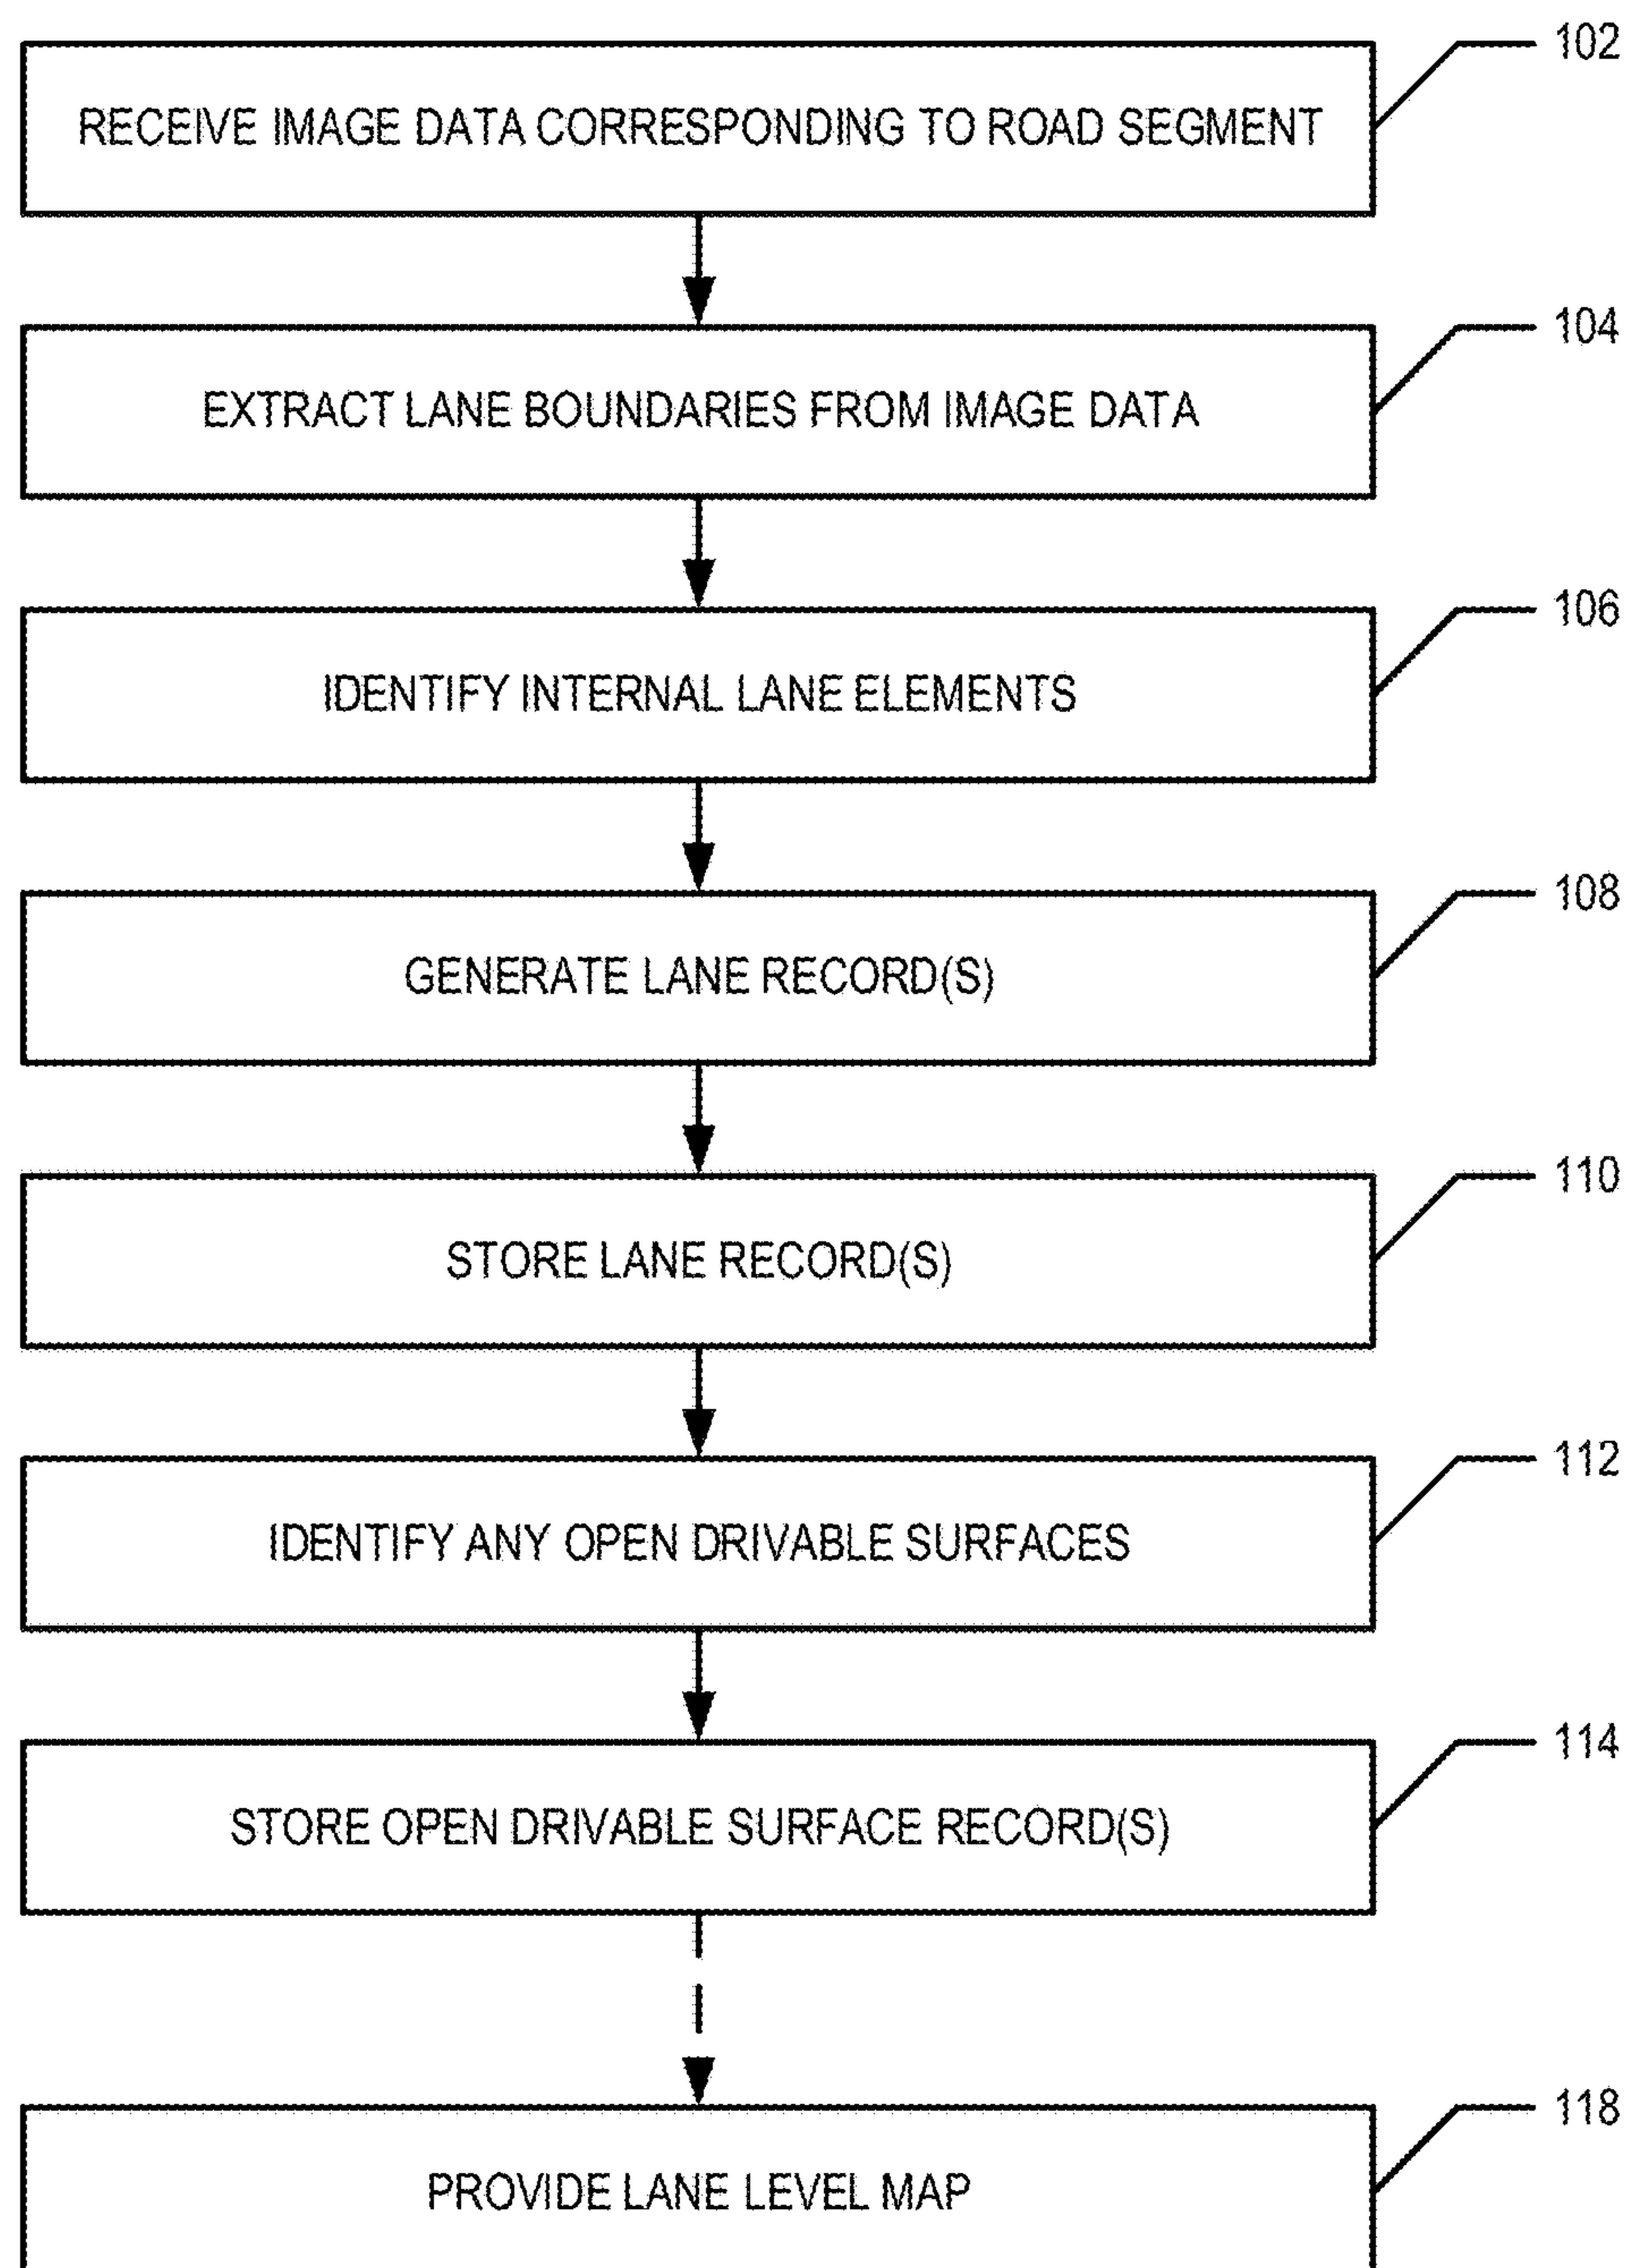 102
RECEIVE IMAGE DATA CORRESPONDING TO ROAD SEGMENT
104
EXTRACT LANE BOUNDARIES FROM IMAGE DATA
106
IDENTIFY INTERNAL LANE ELEMENTS
108
GENERATE LANE RECORD(S)
110
STORE LANE RECORD(S)
112
IDENTIFY ANY OPEN DRIVABLE SURFACES
114
STORE OPEN DRIVABLE SURFACE RECORD(S)
118
PROVIDE LANE LEVEL MAP